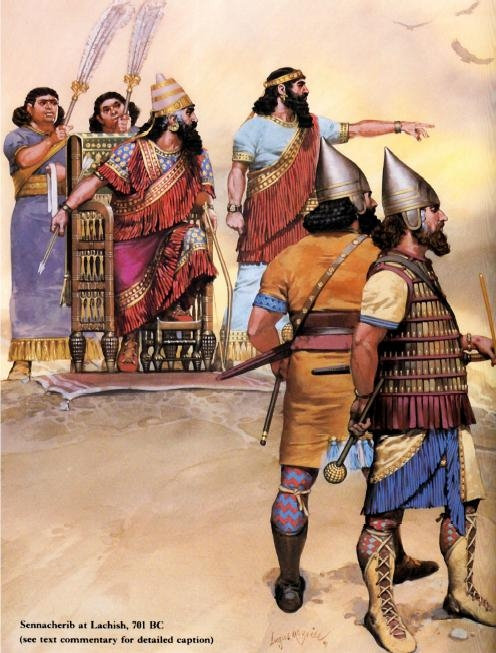 Sennacherib at Lachish, 701 BC
(see text commentary for detailed caption)